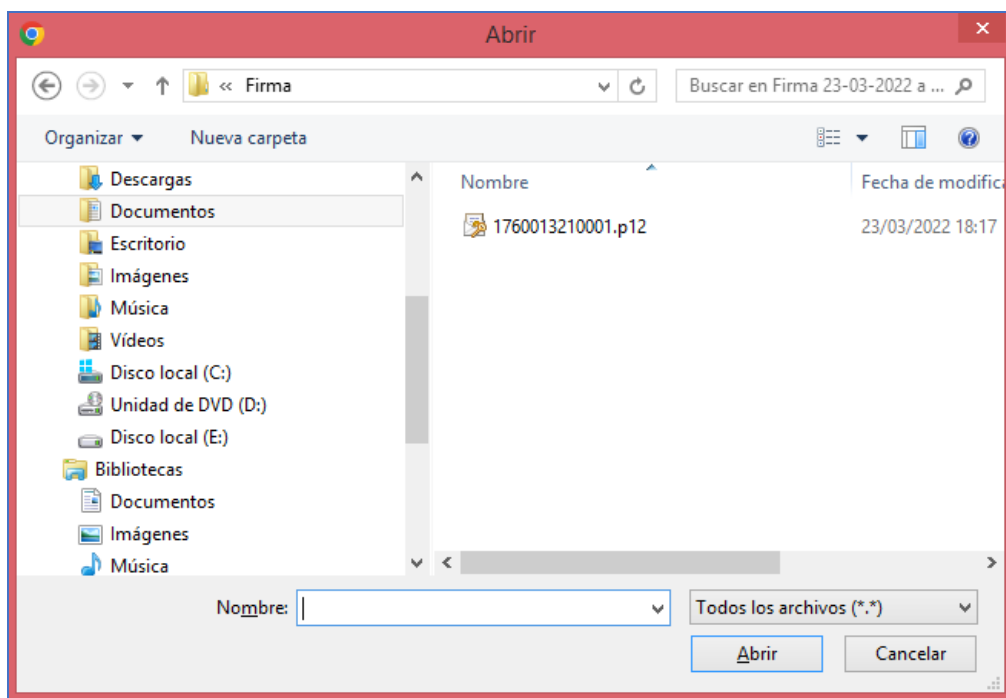 Abrir
« Firma
Buscar en Firma 23-03-2022 a ...
Organizar
Nueva carpeta
Descargas
Documentos
Escritorio
Imágenes
Música
Vídeos
Disco local (C:)
Unidad de DVD (D:)
Disco local (E:)
Bibliotecas
Documentos
Imágenes
Música
Nombre
Fecha de modifica
1760013210001.p12
23/03/2022 18:17
Nombre:
Todos los archivos (*.*)
Abrir
Cancelar